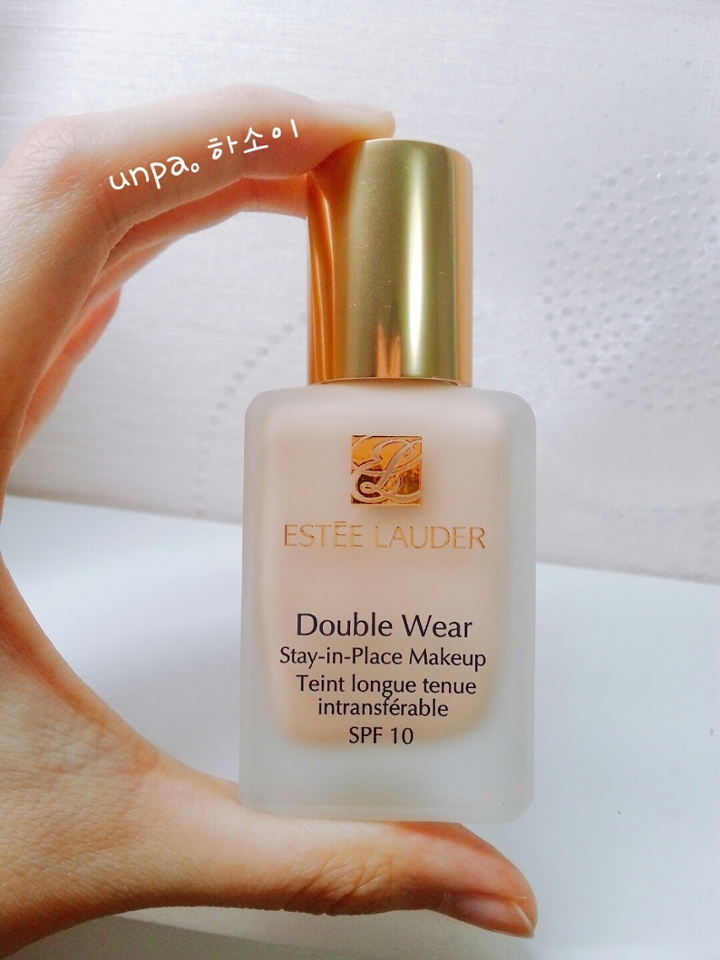 unpa. 하소이
ESTĒE LAUDER
Double Wear
Stay-in-Place Makeup
Teint longue tenue
intransférable
SPF 10